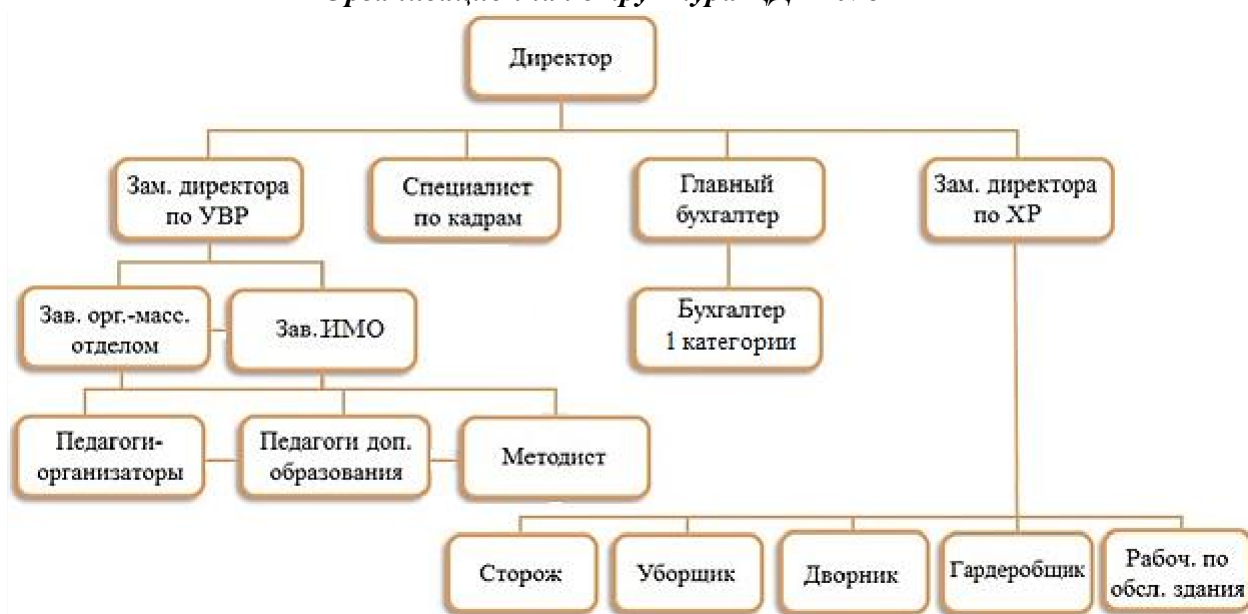 Директор
Зам. директора
по УВР
Специалист
по кадрам
Главный
бухгалтер
Зам. директора
по ХР
Зав. орг.-масс.
отделом
Зав.ИМО
Бухгалтер
1 категории
Педагоги-
организаторы
Педагоги доп.
образования
Методист
Сторож
Уборщик
Дворник
Гардеробщик
Рабоч. по
обсл. здания